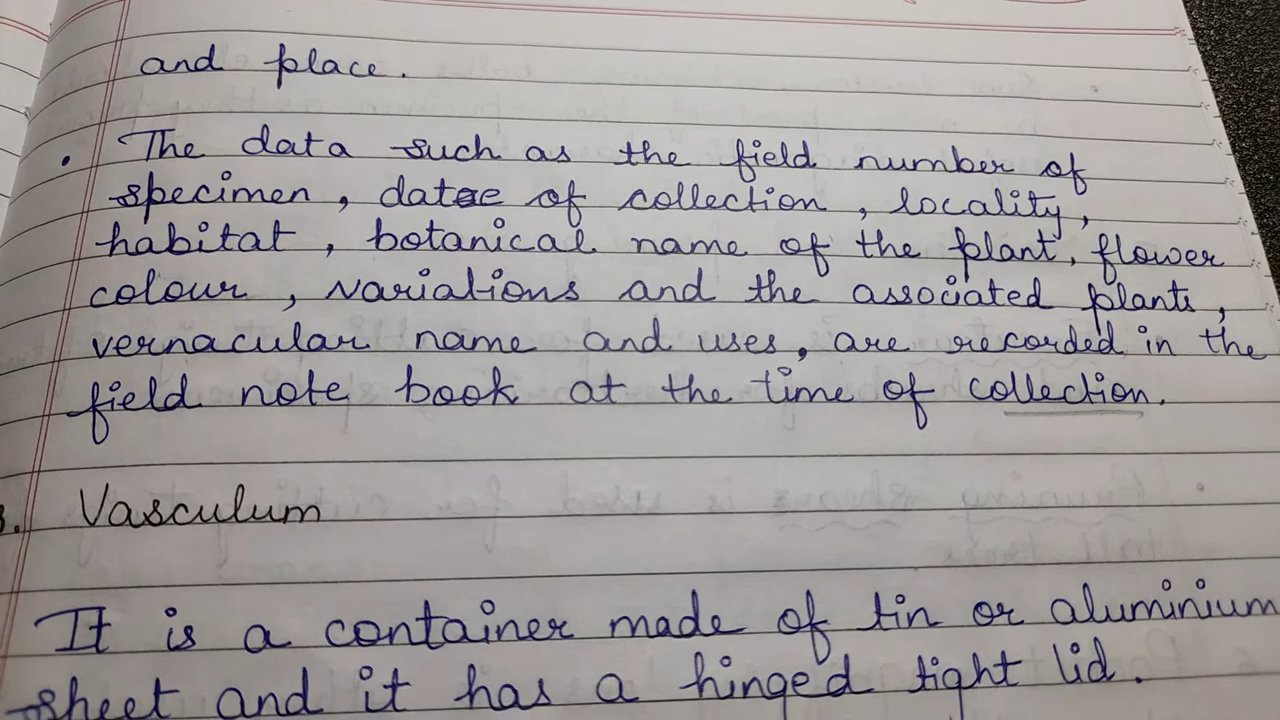 and place.
• The data such as the field number of
specimen, date of collection, locality,
habitat, botanical name of the plant, flower
colour, variations and the associated plants,
vernacular name and uses, are recorded in the
field note book at the time of collection.
3. Vasculum
It is a container made of tin or aluminium
sheet and it has a hinged tight lid.